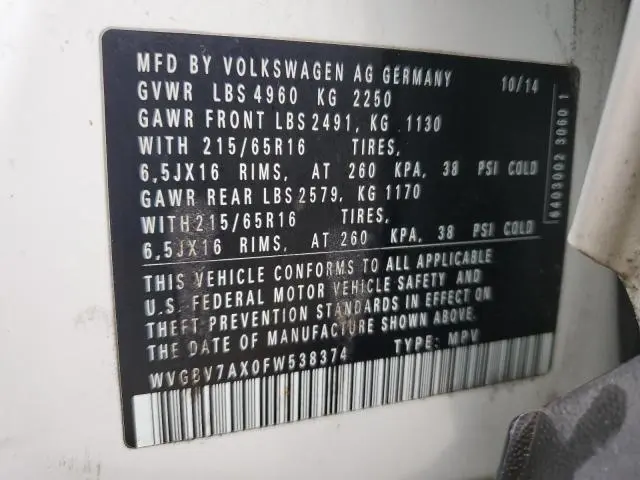 MFD BY VOLKSWAGEN AG GERMANY 10/14
GVWR LBS 4960 KG 2250
GAWR FRONT LBS 2491, KG 1130
WITH 215/65R16 TIRES,
6,5JX16 RIMS, AT 260 KPA, 38 PSI COLD
GAWR REAR LBS 2579, KG 1170
WITH 215/65R16 TIRES,
6,5JX16 RIMS, AT 260 KPA, 38 PSI COLD
THIS VEHICLE CONFORMS TO ALL APPLICABLE
U.S. FEDERAL MOTOR VEHICLE SAFETY AND
THEFT PREVENTION STANDARDS IN EFFECT ON
THE DATE OF MANUFACTURE SHOWN ABOVE.
WVGBV7AX0FW538374 TYPE: MPV
6403002 3060 1